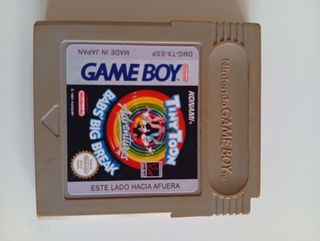 DMG-TX-ESP
MADE IN JAPAN
GAME BOY
KONAMI
TINY TOON
Adventures
BABS' BIG BREAK
ESTE LADO HACIA AFUERA
Nintendo GAME BOY